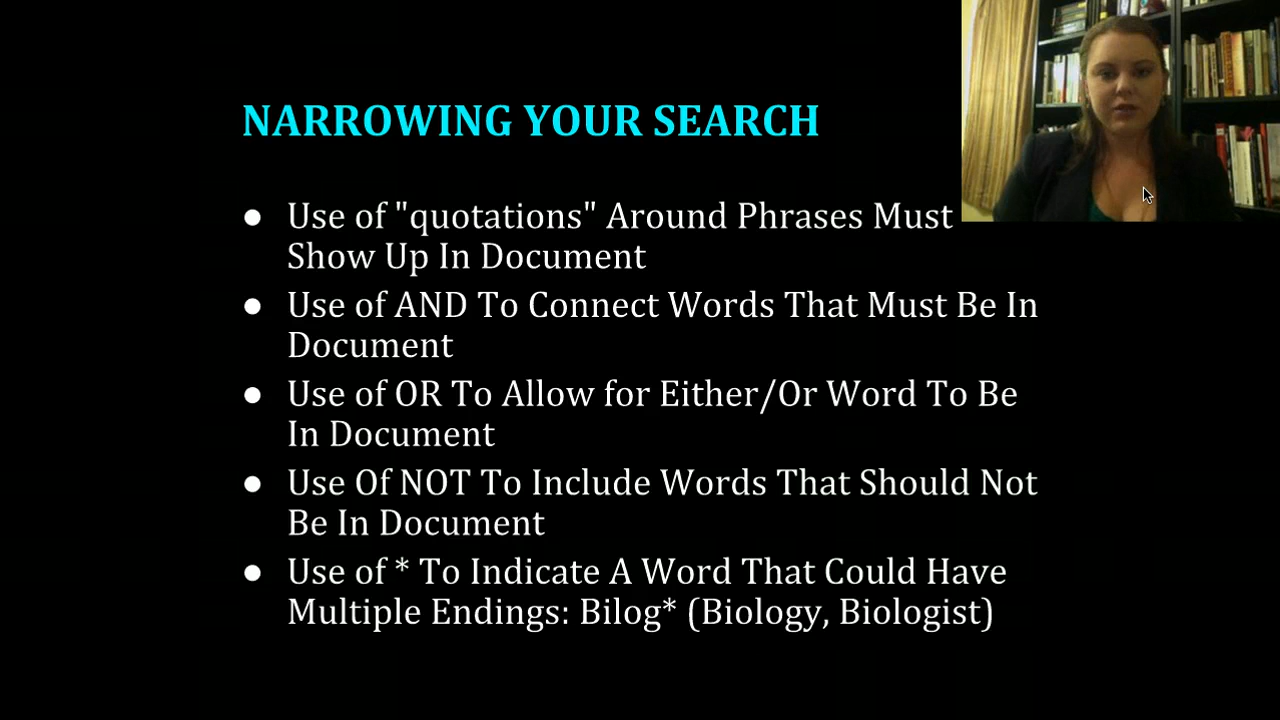 NARROWING YOUR SEARCH
● Use of "quotations" Around Phrases Must
Show Up In Document
● Use of AND To Connect Words That Must Be In
Document
● Use of OR To Allow for Either/Or Word To Be
In Document
● Use Of NOT To Include Words That Should Not
Be In Document
● Use of * To Indicate A Word That Could Have
Multiple Endings: Bilog* (Biology, Biologist)